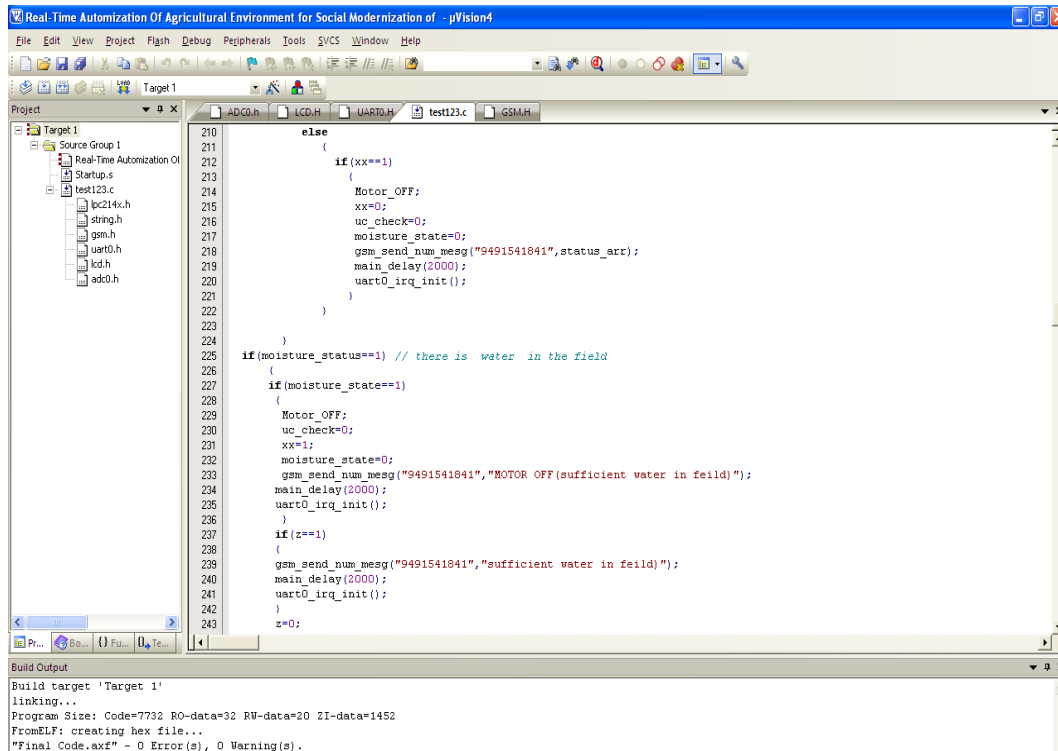 Real-Time Automization Of Agricultural Environment for Social Modernization of - µVision4
File Edit View Project Flash Debug Peripherals Tools SVCS Window Help
LOAD Target 1
Project
ADC0.h LCD.H UART0.H test123.c GSM.H
Target 1
Source Group 1
Real-Time Automization Of
Startup.s
test123.c
lpc214x.h
string.h
gsm.h
uart0.h
lcd.h
adc0.h
210 else
211 {
212 if(xx==1)
213 {
214 Motor_OFF;
215 xx=0;
216 uc_check=0;
217 moisture_state=0;
218 gsm_send_num_mesg("9491541841",status_arr);
219 main_delay(2000);
220 uart0_irq_init();
221 }
222 }
223
224 }
225 if(moisture_status==1) // there is water in the field
226 {
227 if(moisture_state==1)
228 {
229 Motor_OFF;
230 uc_check=0;
231 xx=1;
232 moisture_state=0;
233 gsm_send_num_mesg("9491541841","MOTOR OFF(sufficient water in feild)");
234 main_delay(2000);
235 uart0_irq_init();
236 }
237 if(z==1)
238 {
239 gsm_send_num_mesg("9491541841","sufficient water in feild)");
240 main_delay(2000);
241 uart0_irq_init();
242 }
243 z=0;
Pr... Bo... {} Fu... Te...
Build Output
Build target 'Target 1'
linking...
Program Size: Code=7732 RO-data=32 RW-data=20 ZI-data=1452
FromELF: creating hex file...
"Final Code.axf" - 0 Error(s), 0 Warning(s).